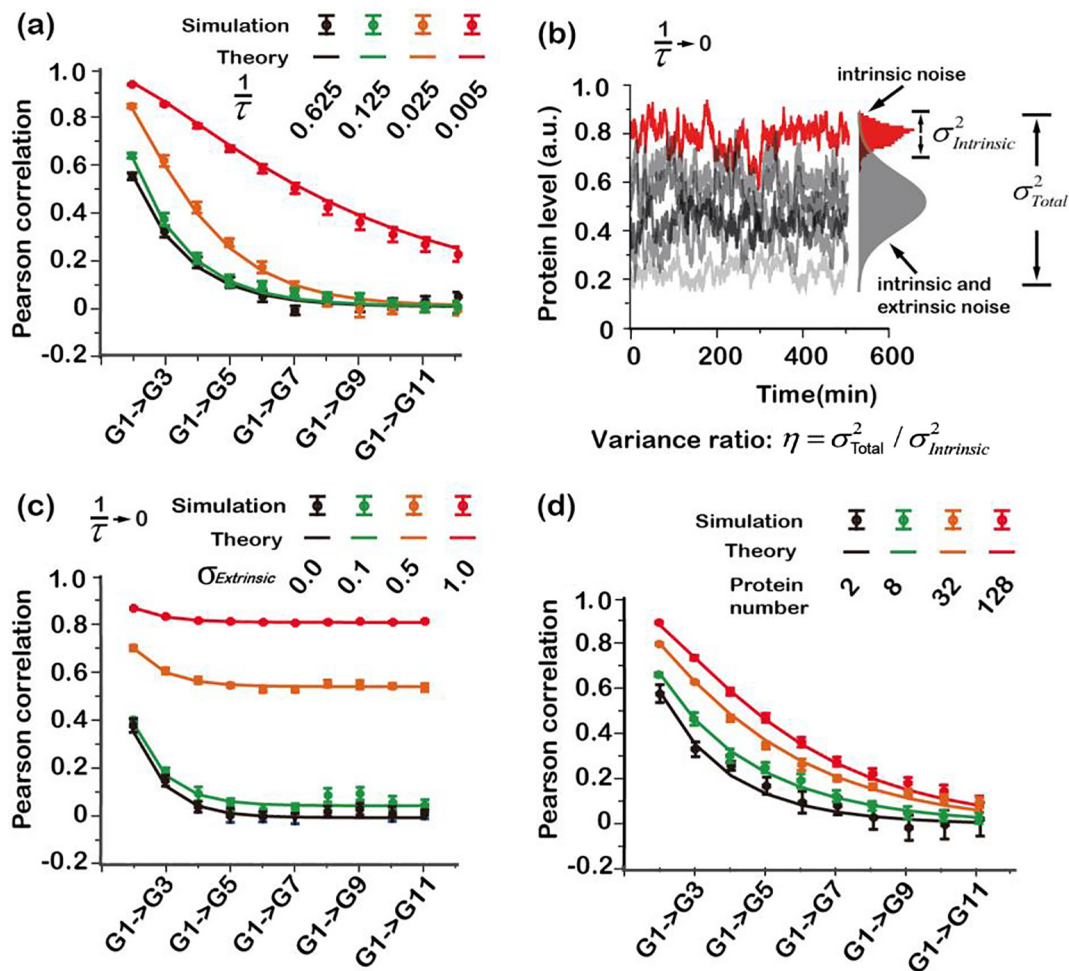 (a)
Simulation
Theory
1/τ
0.625 0.125 0.025 0.005
Pearson correlation
1.0
0.8
0.6
0.4
0.2
0
-0.2
G1->G3 G1->G5 G1->G7 G1->G9 G1->G11
(b)
1/τ → 0
Protein level (a.u.)
1.0
0.8
0.6
0.4
0.2
0
0 200 400 600
Time(min)
intrinsic noise
σ²Intrinsic
σ²Total
intrinsic and
extrinsic noise
Variance ratio: η = σ²Total / σ²Intrinsic
(c)
1/τ → 0
Simulation
Theory
σExtrinsic 0.0 0.1 0.5 1.0
Pearson correlation
1.0
0.8
0.6
0.4
0.2
0
-0.2
G1->G3 G1->G5 G1->G7 G1->G9 G1->G11
(d)
Simulation
Theory
Protein
number
2 8 32 128
Pearson correlation
1.0
0.8
0.6
0.4
0.2
0
-0.2
G1->G3 G1->G5 G1->G7 G1->G9 G1->G11